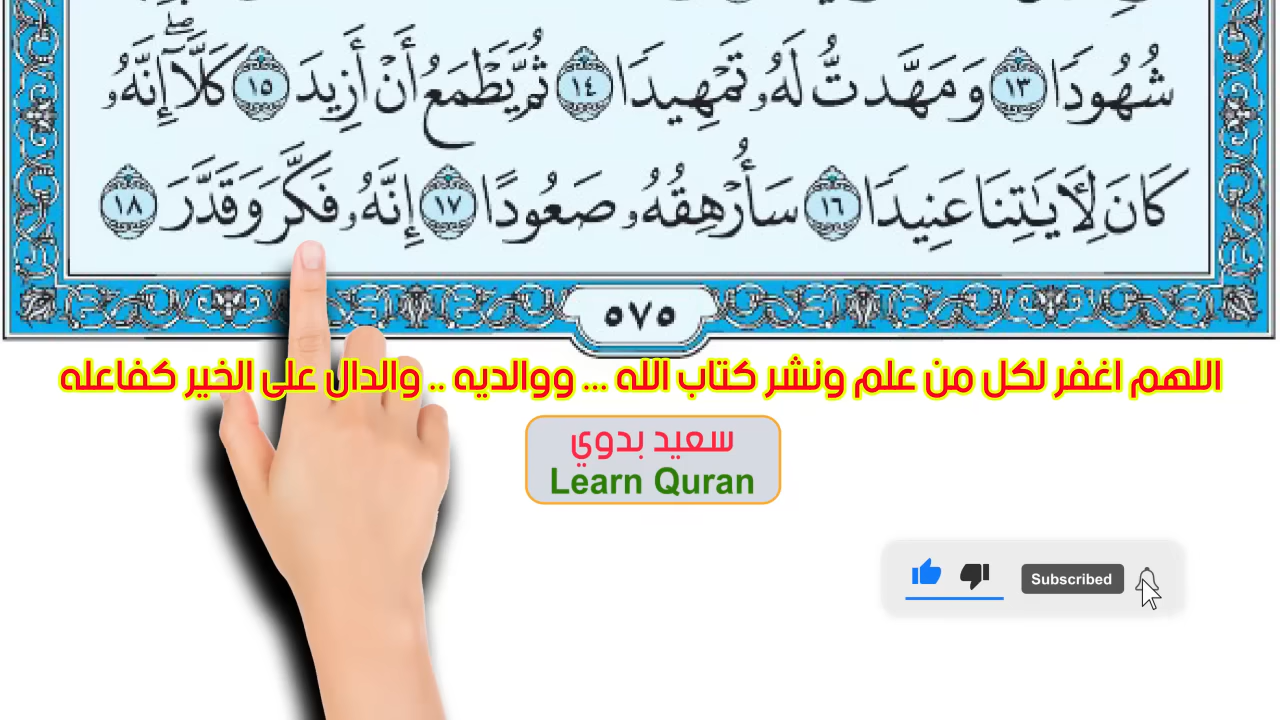 شُهُودًا ١٣ وَمَهَّدتُّ لَهُۥ تَمْهِيدًا ١٤ ثُمَّ يَطْمَعُ أَنْ أَزِيدَ ١٥ كَلَّآ ۖ إِنَّهُۥ
كَانَ لِأَيَـٰتِنَا عَنِيدًا ١٦ سَأُرْهِقُهُۥ صَعُودًا ١٧ إِنَّهُۥ فَكَّرَ وَقَدَّرَ ١٨
٥٧٥
اللهم اغفر لكل من علم ونشر كتاب الله ... ووالديه .. والدال على الخير كفاعله
سعيد بدوي
Learn Quran
Subscribed